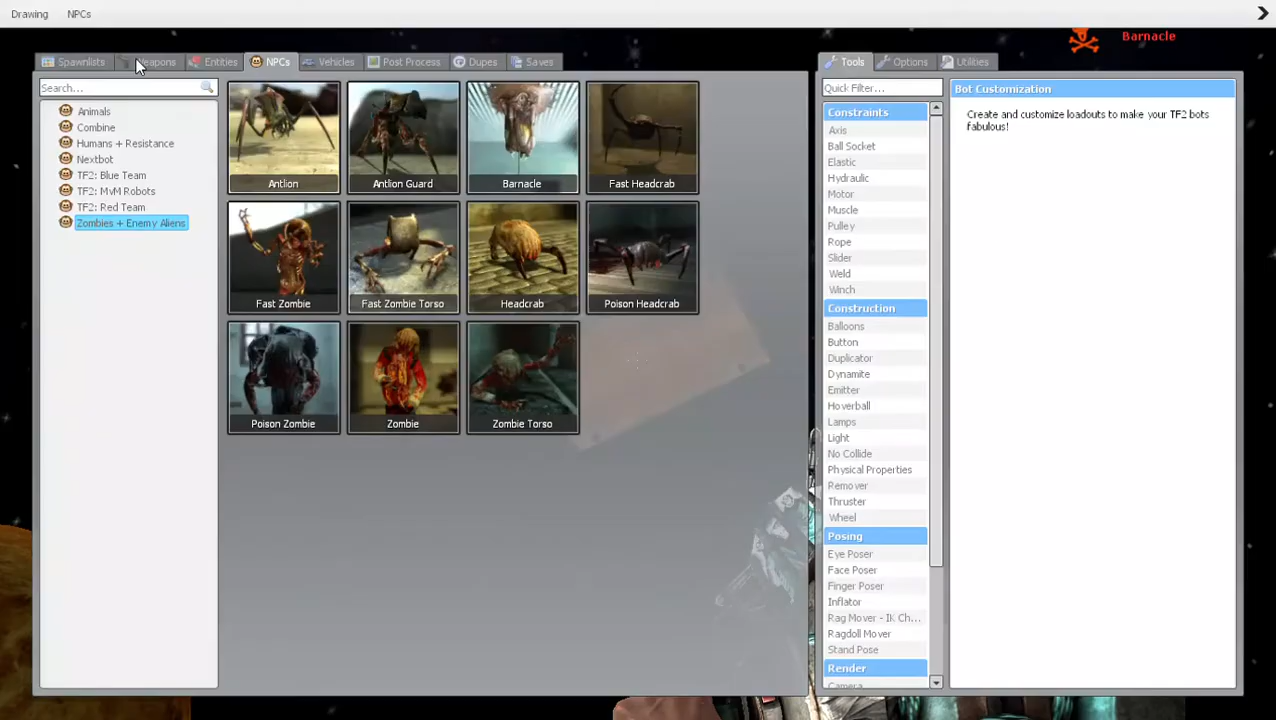 Drawing NPCs
Barnacle
Spawnlists Weapons Entities NPCs Vehicles Post Process Dupes Saves
Search...
Animals
Combine
Humans + Resistance
Nextbot
TF2: Blue Team
TF2: MvM Robots
TF2: Red Team
Zombies + Enemy Aliens
Antlion Antlion Guard Barnacle Fast Headcrab
Fast Zombie Fast Zombie Torso Headcrab Poison Headcrab
Poison Zombie Zombie Zombie Torso
Tools Options Utilities
Quick Filter...
Constraints
Axis
Ball Socket
Elastic
Hydraulic
Motor
Muscle
Pulley
Rope
Slider
Weld
Winch
Construction
Balloons
Button
Duplicator
Dynamite
Emitter
Hoverball
Lamps
Light
No Collide
Physical Properties
Remover
Thruster
Wheel
Posing
Eye Poser
Face Poser
Finger Poser
Inflator
Rag Mover - IK Ch...
Ragdoll Mover
Stand Pose
Render
Camera
Bot Customization
Create and customize loadouts to make your TF2 bots
fabulous!